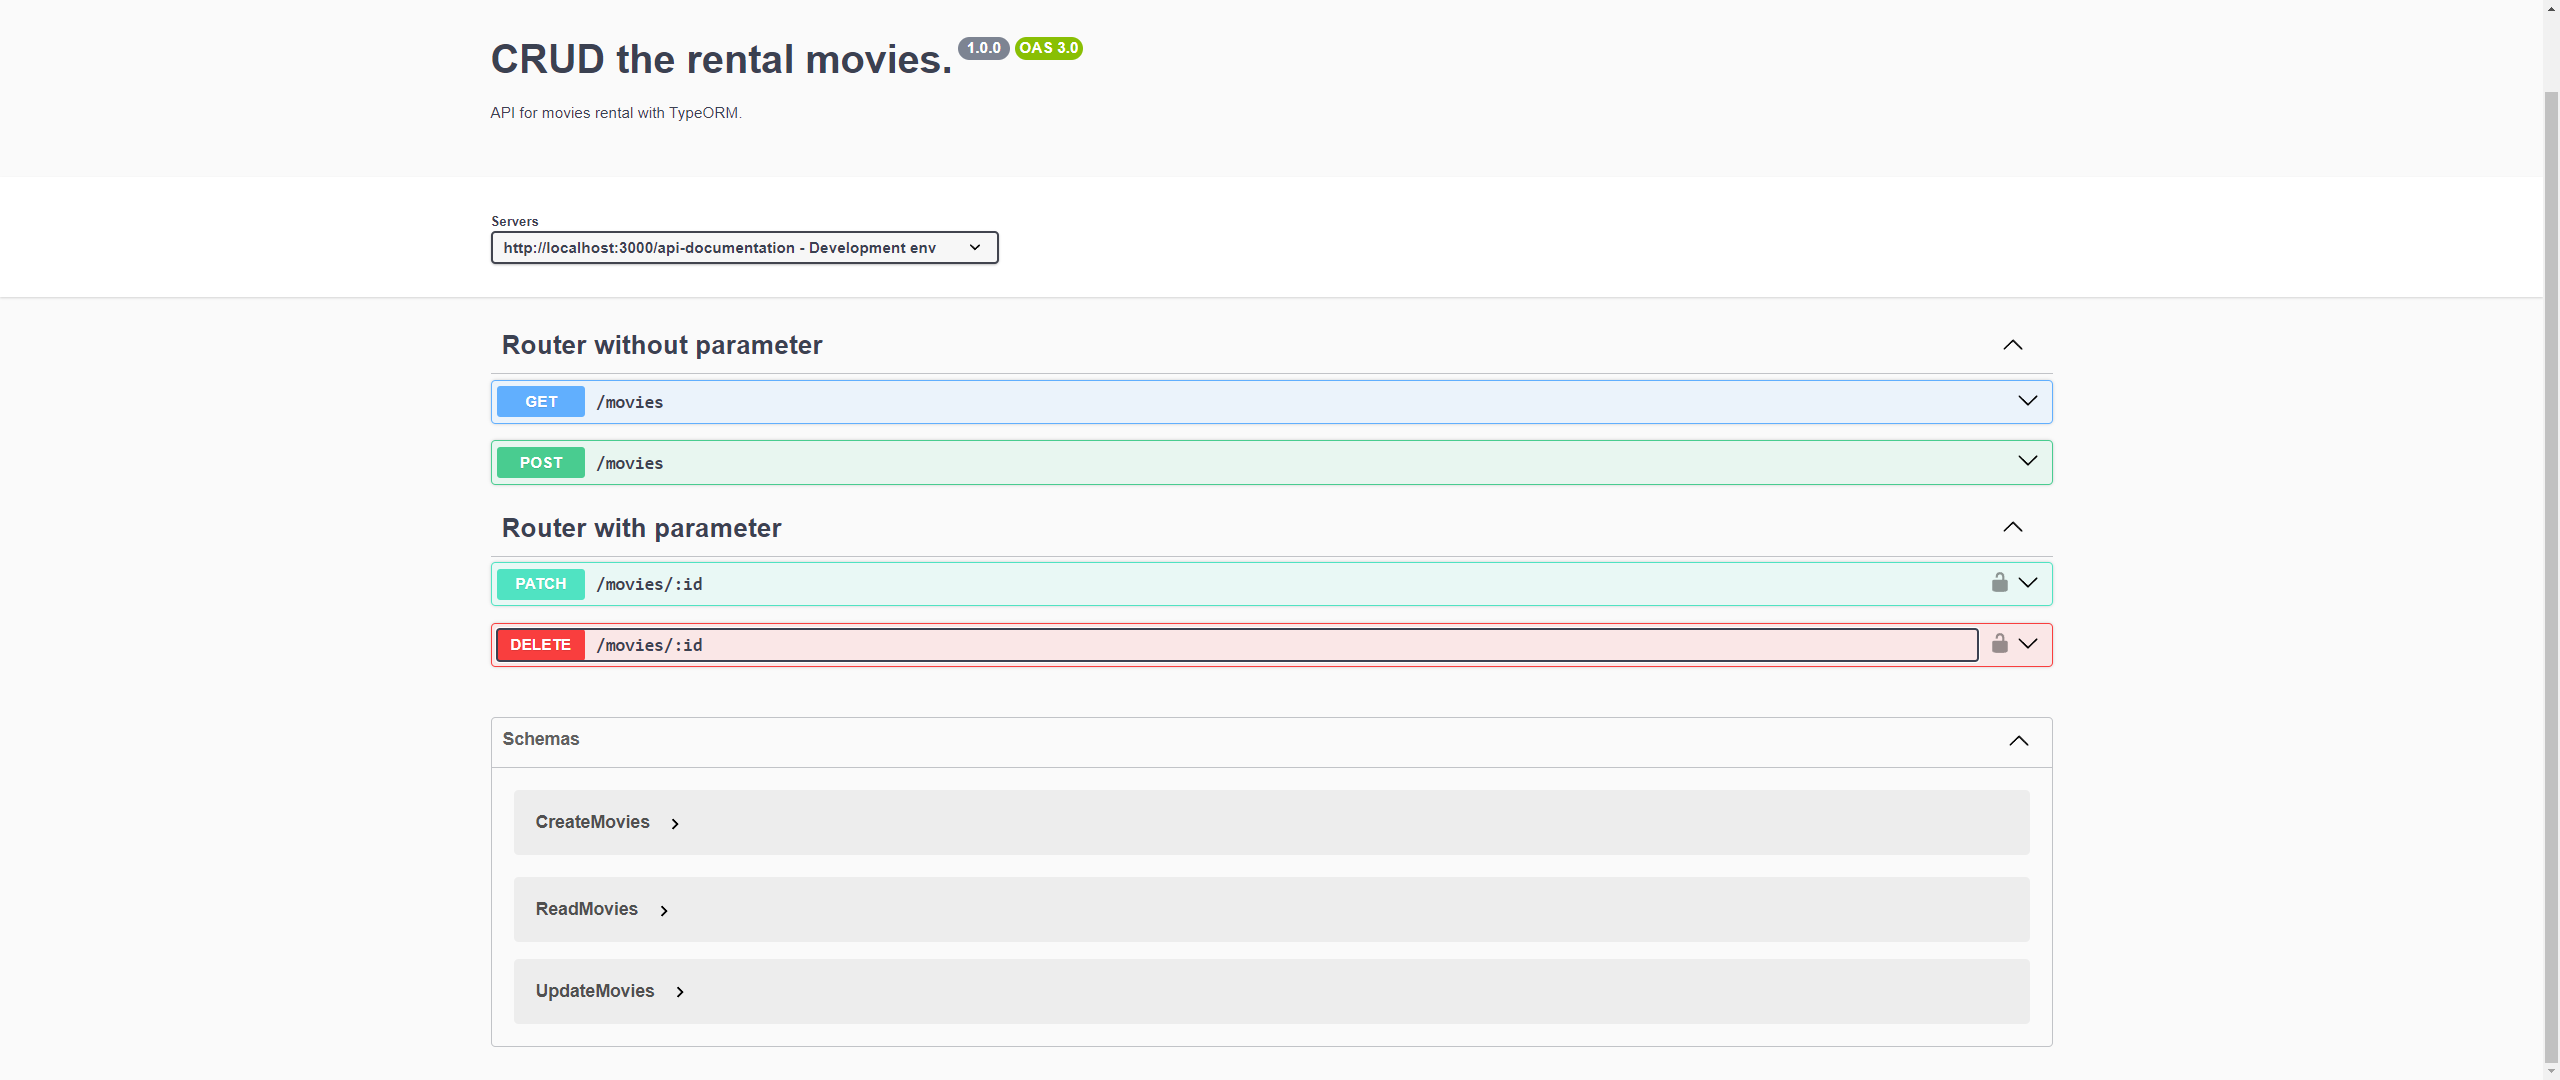 CRUD the rental movies. 1.0.0 OAS 3.0
API for movies rental with TypeORM.
Servers
http://localhost:3000/api-documentation - Development env
Router without parameter
GET /movies
POST /movies
Router with parameter
PATCH /movies/:id
DELETE /movies/:id
Schemas
CreateMovies
ReadMovies
UpdateMovies